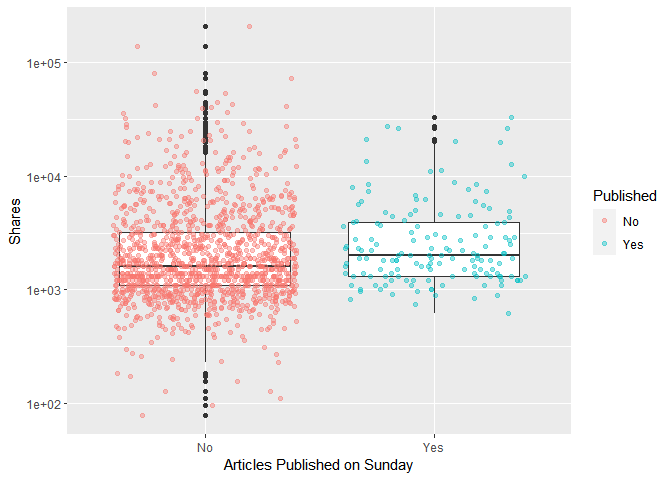 1e+05
1e+04
1e+03
1e+02
Shares
No
Yes
Articles Published on Sunday
Published
No
Yes